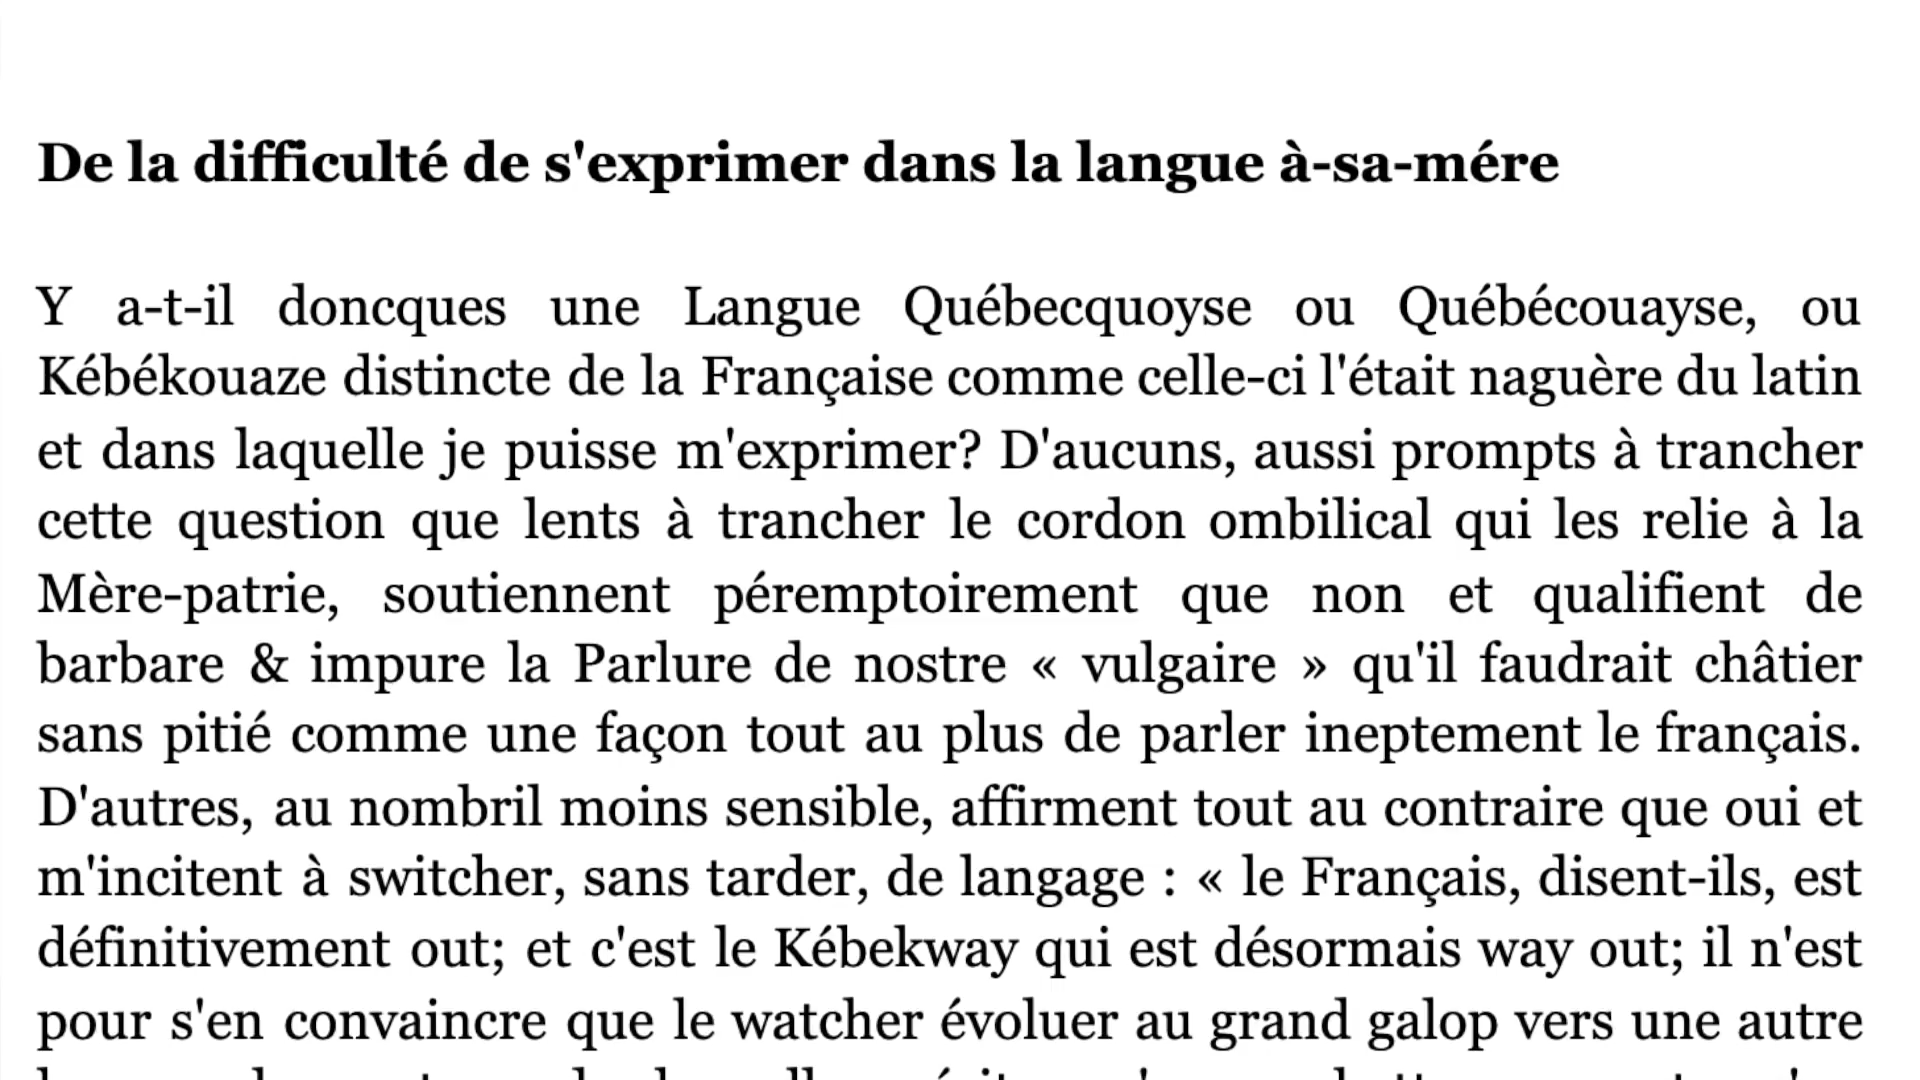 De la difficulté de s'exprimer dans la langue à-sa-mére
Y a-t-il doncques une Langue Québecquoyse ou Québécouayse, ou
Kébékouaze distincte de la Française comme celle-ci l'était naguère du latin
et dans laquelle je puisse m'exprimer? D'aucuns, aussi prompts à trancher
cette question que lents à trancher le cordon ombilical qui les relie à la
Mère-patrie, soutiennent péremptoirement que non et qualifient de
barbare & impure la Parlure de nostre « vulgaire » qu'il faudrait châtier
sans pitié comme une façon tout au plus de parler ineptement le français.
D'autres, au nombril moins sensible, affirment tout au contraire que oui et
m'incitent à switcher, sans tarder, de langage : « le Français, disent-ils, est
définitivement out; et c'est le Kébekway qui est désormais way out; il n'est
pour s'en convaincre que le watcher évoluer au grand galop vers une autre